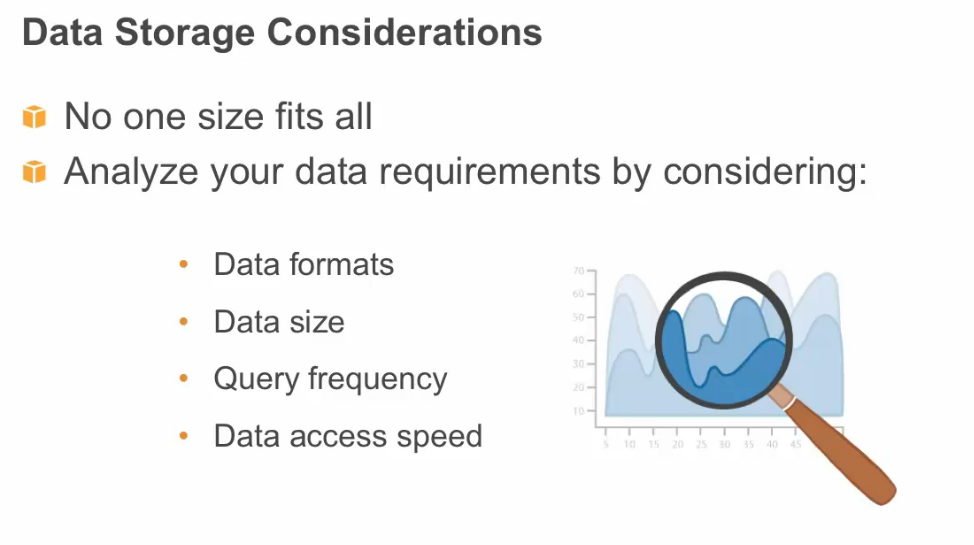 Data Storage Considerations
No one size fits all
Analyze your data requirements by considering:
• Data formats
• Data size
• Query frequency
• Data access speed
70
60
50
40
30
20
10
5 10 15 20 25 30 35 40 45